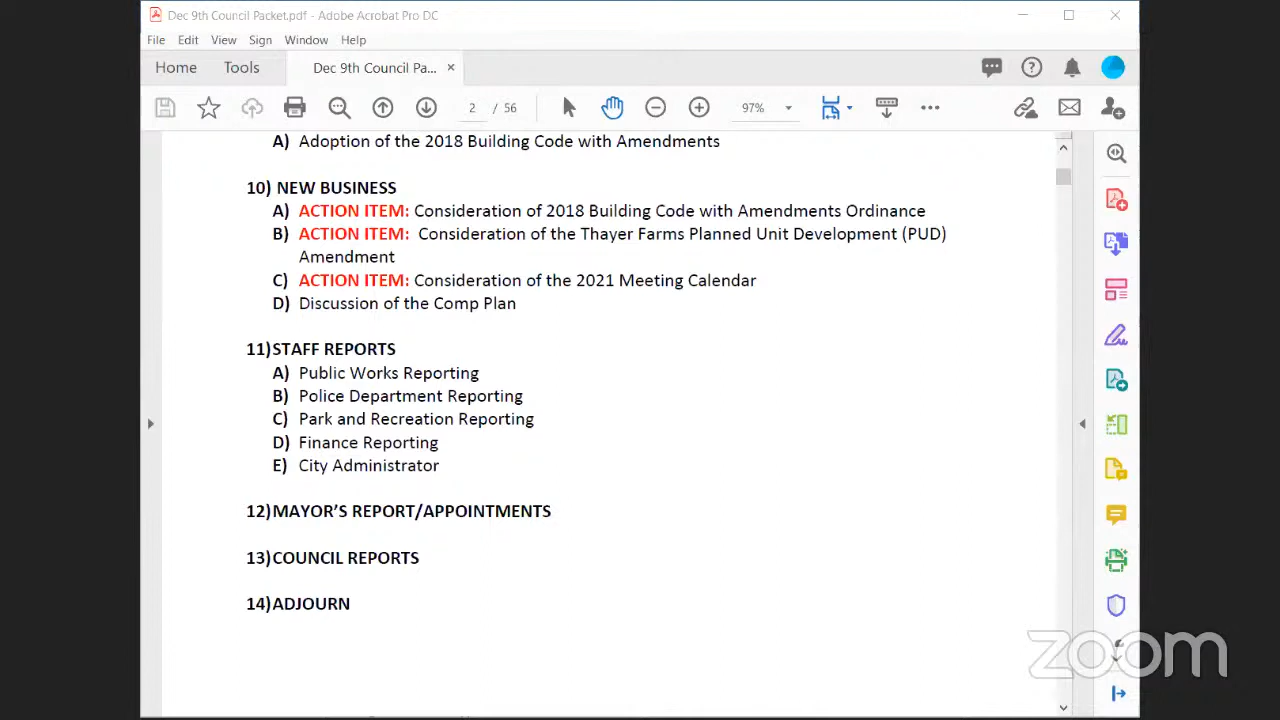 Dec 9th Council Packet.pdf - Adobe Acrobat Pro DC
File Edit View Sign Window Help
Home Tools Dec 9th Council Pa... ×
2 / 56 97%
A) Adoption of the 2018 Building Code with Amendments
10) NEW BUSINESS
A) ACTION ITEM: Consideration of 2018 Building Code with Amendments Ordinance
B) ACTION ITEM: Consideration of the Thayer Farms Planned Unit Development (PUD)
Amendment
C) ACTION ITEM: Consideration of the 2021 Meeting Calendar
D) Discussion of the Comp Plan
11)STAFF REPORTS
A) Public Works Reporting
B) Police Department Reporting
C) Park and Recreation Reporting
D) Finance Reporting
E) City Administrator
12)MAYOR'S REPORT/APPOINTMENTS
13)COUNCIL REPORTS
14)ADJOURN
zoom